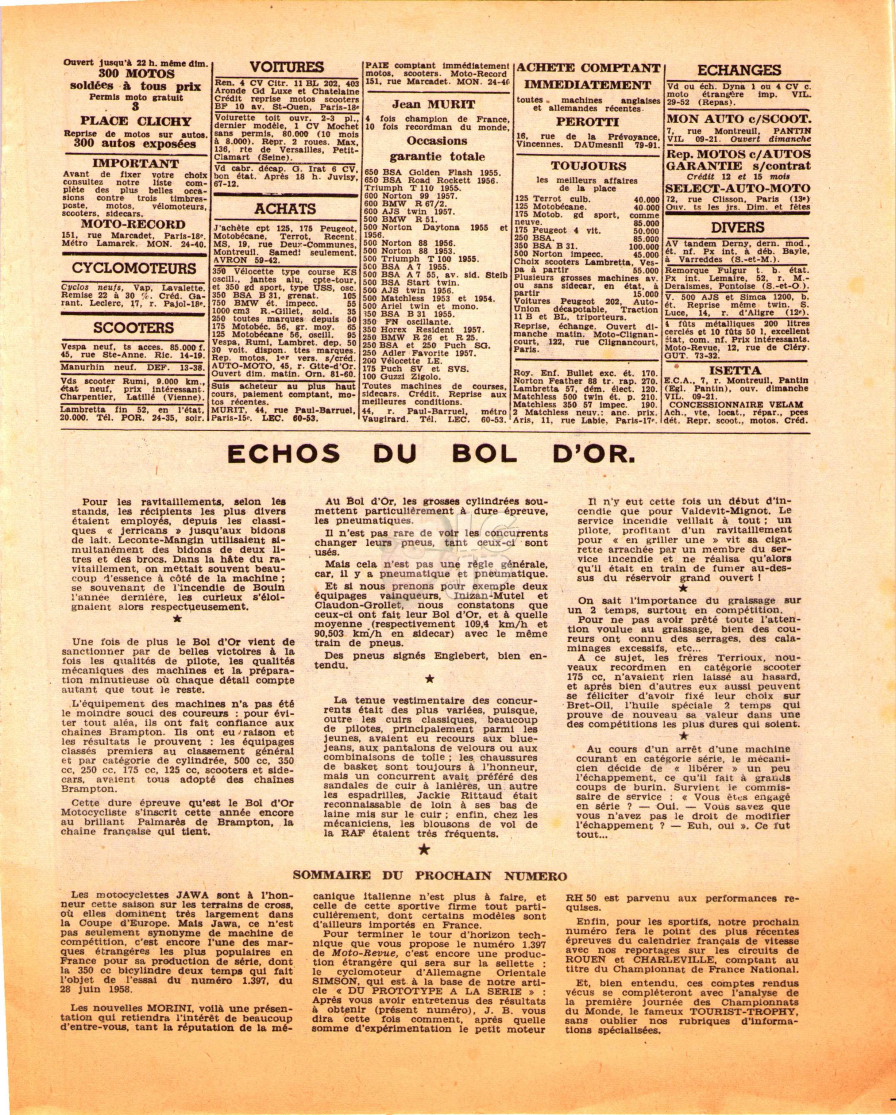 Ouvert jusqu'à 22 h. même dim.
300 MOTOS
soldées à tous prix
Permis moto gratuit
3
PLACE CLICHY
Reprise de motos sur autos.
300 autos exposées
IMPORTANT
Avant de fixer votre choix
consultez notre liste com-
plète des plus belles occa-
sions contre trois timbres-
poste, motos, vélomoteurs,
scooters, sidecars.
MOTO-RECORD
151, rue Marcadet, Paris-18e.
Métro Lamarck. MON. 24-40.
CYCLOMOTEURS
Cyclos neufs, Vap, Lavalette.
Remise 22 à 30 %. Créd. Ga-
rant. Leclerc, 17, r. Pajol-18e.
SCOOTERS
Vespa neuf, ts acces. 85.000 f.
45, rue Ste-Anne. Ric. 14-19.
Manurhin neuf. DEF. 13-38.
Vds scooter Rumi, 9.000 km.,
état neuf, prix intéressant.
Charpentier, Latillé (Vienne).
Lambretta fin 52, en l'état,
20.000. Tél. POR. 24-35, soir.
VOITURES
Ren. 4 CV Citr. 11 BL 202, 403
Aronde Gd Luxe et Chatelaine
Crédit reprise motos scooters
BF 10 av. St-Ouen, Paris-18e
Voiturette toit ouvr. 2-3 pl.,
dernier modèle, 1 CV Mochet
sans permis, 80.000 (10 mois
à 8.000). Repr. 2 roues. Max,
136, rte de Versailles, Petit-
Clamart (Seine).
Vd cabr. décap. G. Irat 6 CV,
bon état. Après 18 h. Juvisy.
67-12.
ACHATS
J'achète cpt 125, 175 Peugeot,
Motobécane, Terrot, Récent.
MS, 19, rue Deux-Communes,
Montreuil. Samedi seulement.
AVRON 59-42.
350 Vélocette type course KS
oscill., jantes alu, cpte-tour,
et 350 gd sport, type USS, osc.
350 BSA B 31, grenat. 105
750 BMW ét. impecc. 55
1000 cm3 R.-Gillet, sold. 35
250 toutes marques depuis 50
175 Motobéc. 56, gr. moy. 65
125 Motobécane 56, oscill. 95
Vespa, Rumi, Lambret. dep. 50
30 voit. dispon. ttes marques.
Rep. motos, 1er vers. s/créd.
AUTO-MOTO, 45, r. Gtte-d'Or.
Ouvert dim. matin. Orn. 81-60.
Suis acheteur au plus haut
cours, paiement comptant, mo-
tos récentes.
MURIT, 44, rue Paul-Barruel,
Paris-15e. LEC. 60-53.
PAIE comptant immédiatement
motos, scooters. Moto-Record
151, rue Marcadet. MON. 24-40
Jean MURIT
4 fois champion de France,
10 fois recordman du monde,
Occasions
garantie totale
650 BSA Golden Flash 1955.
650 BSA Road Rockett 1956.
Triumph T 110 1955.
600 Norton 99 1957.
600 BMW R 67/2.
600 AJS twin 1957.
500 BMW R 51.
500 Norton Daytona 1955 et
1956.
500 Norton 88 1956.
500 Norton 88 1953.
500 Triumph T 100 1955.
500 BSA A 7 1955.
500 BSA A 7 55, av. sid. Steib
500 BSA Start twin.
500 AJS twin 1956.
500 Matchless 1953 et 1954.
500 Ariel twin et mono.
350 BSA B 31 1955.
350 FN oscillante.
350 Horex Resident 1957.
250 BMW R 26 et R 25.
250 BSA et 250 Puch SG.
250 Adler Favorite 1957.
200 Vélocette LE.
175 Puch SV et SVS.
100 Guzzi Zigolo.
Toutes machines de courses,
sidecars. Crédit. Reprise aux
meilleures conditions.
44, r. Paul-Barruel, métro
Vaugirard. Tél. LEC. 60-53.
ACHETE COMPTANT
IMMEDIATEMENT
toutes machines anglaises
et allemandes récentes
PEROTTI
16, rue de la Prévoyance,
Vincennes. DAUmesnil 79-91.
TOUJOURS
les meilleurs affaires
de la place
125 Terrot culb. 40.000
125 Motobécane. 40.000
175 Motob. gd sport, comme
neuve. 85.000
175 Peugeot 4 vit. 50.000
250 BSA. 85.000
350 BSA B 31. 100.000
500 Norton impecc. 45.000
Choix scooters Lambretta, Ves-
pa à partir 55.000
Plusieurs grosses machines av.
ou sans sidecar, en état, à
partir 15.000
Voitures Peugeot 202, Auto-
Union décapotable, Traction
11 B et BL, triporteurs.
Reprise, échange. Ouvert di-
manche matin. Moto-Clignan-
court, 122, rue Clignancourt,
Paris.
Roy. Enf. Bullet exc. ét. 170.
Norton Feather 88 tr. rap. 270.
Lambretta 57, dém. élect. 120.
Matchless 500 twin ét. p. 210.
Matchless 350 57 impec. 190.
2 Matchless neuv.: anc. prix.
Aris, 11, rue Labie, Paris-17e.
ECHANGES
Vd ou éch. Dyna 1 ou 4 CV c.
moto étrangère imp. VIL.
29-52 (Repas).
MON AUTO c/SCOOT.
7, rue Montreuil, PANTIN
VIL 09-21. Ouvert dimanche
Rep. MOTOS c/AUTOS
GARANTIE s/contrat
Crédit 12 et 15 mois
SELECT-AUTO-MOTO
72, rue Clisson, Paris (13e)
Ouv. ts les jrs. Dim. et fêtes
DIVERS
AV tandem Derny, dern. mod.,
ét. nf. Px int. à déb. Bayle,
à Varreddes (S.-et-M.).
Remorque Fulgur t. b. état.
Px int. Lemaire, 52, r. M.-
Deraismes, Pontoise (S.-et-O.).
V. 500 AJS et Simca 1200, b.
ét. Reprise même twin. S.
Luce, 14, r. d'Aligre (12e).
4 fûts métalliques 200 litres
cerclés et 10 fûts 50 l, excellent
état, com. nf. Prix intéressants.
Moto-Revue, 12, rue de Cléry.
GUT. 73-32.
ISETTA
E.C.A., 7, r. Montreuil, Pantin
(Egl. Pantin), ouv. dimanche
VIL. 09-21.
CONCESSIONNAIRE VELAM
Ach., vte, locat., répar., pces
dét. Repr. scoot., motos. Créd.
ECHOS DU BOL D'OR.
Pour les ravitaillements, selon les
stands, les récipients les plus divers
étaient employés, depuis les classi-
ques « jerricans » jusqu'aux bidons
de lait. Leconte-Mangin utilisaient si-
multanément des bidons de deux li-
tres et des brocs. Dans la hâte du ra-
vitaillement, on mettait souvent beau-
coup d'essence à côté de la machine ;
se souvenant de l'incendie de Bouin
l'année dernière, les curieux s'éloi-
gnaient alors respectueusement.
★
Une fois de plus le Bol d'Or vient de
sanctionner par de belles victoires à la
fois les qualités de pilote, les qualités
mécaniques des machines et la prépara-
tion minutieuse où chaque détail compte
autant que tout le reste.
L'équipement des machines n'a pas été
le moindre souci des coureurs ; pour évi-
ter tout aléa, ils ont fait confiance aux
chaînes Brampton. Ils ont eu raison et
les résultats le prouvent : les équipages
classés premiers au classement général
et par catégorie de cylindrée, 500 cc, 350
cc, 250 cc, 175 cc, 125 cc, scooters et side-
cars, avaient tous adopté des chaînes
Brampton.
Cette dure épreuve qu'est le Bol d'Or
Motocycliste s'inscrit cette année encore
au brillant Palmarès de Brampton, la
chaîne française qui tient.
Au Bol d'Or, les grosses cylindrées sou-
mettent particulièrement à dure épreuve,
les pneumatiques.
Il n'est pas rare de voir les concurrents
changer leurs pneus, tant ceux-ci sont
usés.
Mais cela n'est pas une règle générale,
car, il y a pneumatique et pneumatique.
Et si nous prenons pour exemple deux
équipages vainqueurs, Inizan-Mutel et
Claudon-Grollet, nous constatons que
ceux-ci ont fait leur Bol d'Or, et à quelle
moyenne (respectivement 109,4 km/h et
90,503 km/h en sidecar) avec le même
train de pneus.
Des pneus signés Englebert, bien en-
tendu.
★
La tenue vestimentaire des concur-
rents était des plus variées, puisque,
outre les cuirs classiques, beaucoup
de pilotes, principalement parmi les
jeunes, avaient eu recours aux blue-
jeans, aux pantalons de velours ou aux
combinaisons de toile ; les chaussures
de basket sont toujours à l'honneur,
mais un concurrent avait préféré des
sandales de cuir à lanières, un autre
les espadrilles, Jackie Rittaud était
reconnaissable de loin à ses bas de
laine mis sur le cuir ; enfin, chez les
mécaniciens, les blousons de vol de
la RAF étaient très fréquents.
Il n'y eut cette fois un début d'in-
cendie que pour Valdevit-Mignot. Le
service incendie veillait à tout ; un
pilote, profitant d'un ravitaillement
pour « en griller une » vit sa ciga-
rette arrachée par un membre du ser-
vice incendie et ne réalisa qu'alors
qu'il était en train de fumer au-des-
sus du réservoir grand ouvert !
★
On sait l'importance du graissage sur
un 2 temps, surtout en compétition.
Pour ne pas avoir prêté toute l'atten-
tion voulue au graissage, bien des cou-
reurs ont connu des serrages, des cala-
minages excessifs, etc...
A ce sujet, les frères Terrioux, nou-
veaux recordmen en catégorie scooter
175 cc, n'avaient rien laissé au hasard,
et après bien d'autres eux aussi peuvent
se féliciter d'avoir fixé leur choix sur
Bret-Oil, l'huile spéciale 2 temps qui
prouve de nouveau sa valeur dans une
des compétitions les plus dures qui soient.
★
Au cours d'un arrêt d'une machine
courant en catégorie série, le mécani-
cien décide de « libérer » un peu
l'échappement, ce qu'il fait à grands
coups de burin. Survient le commis-
saire de service : « Vous êtes engagé
en série ? — Oui. — Vous savez que
vous n'avez pas le droit de modifier
l'échappement ? — Euh, oui ». Ce fut
tout...
★
SOMMAIRE DU PROCHAIN NUMERO
Les motocyclettes JAWA sont à l'hon-
neur cette saison sur les terrains de cross,
où elles dominent très largement dans
la Coupe d'Europe. Mais Jawa, ce n'est
pas seulement synonyme de machine de
compétition, c'est encore l'une des mar-
ques étrangères les plus populaires en
France pour sa production de série, dont
la 350 cc bicylindre deux temps qui fait
l'objet de l'essai du numéro 1.397, du
28 juin 1958.
Les nouvelles MORINI, voilà une présen-
tation qui retiendra l'intérêt de beaucoup
d'entre-vous, tant la réputation de la mé-
canique italienne n'est plus à faire, et
celle de cette sportive firme tout parti-
culièrement, dont certains modèles sont
d'ailleurs importés en France.
Pour terminer le tour d'horizon tech-
nique que vous propose le numéro 1.397
de Moto-Revue, c'est encore une produc-
tion étrangère qui sera sur la sellette :
le cyclomoteur d'Allemagne Orientale
SIMSON, qui est à la base de notre arti-
cle « DU PROTOTYPE A LA SERIE » :
Après vous avoir entretenus des résultats
à obtenir (présent numéro), J. B. vous
dira cette fois comment, après quelle
somme d'expérimentation le petit moteur
RH 50 est parvenu aux performances re-
quises.
Enfin, pour les sportifs, notre prochain
numéro fera le point des plus récentes
épreuves du calendrier français de vitesse
avec nos reportages sur les circuits de
ROUEN et CHARLEVILLE, comptant au
titre du Championnat de France National.
Et, bien entendu, ces comptes rendus
vécus se compléteront avec l'analyse de
la première journée des Championnats
du Monde, le fameux TOURIST-TROPHY,
sans oublier nos rubriques d'informa-
tions spécialisées.